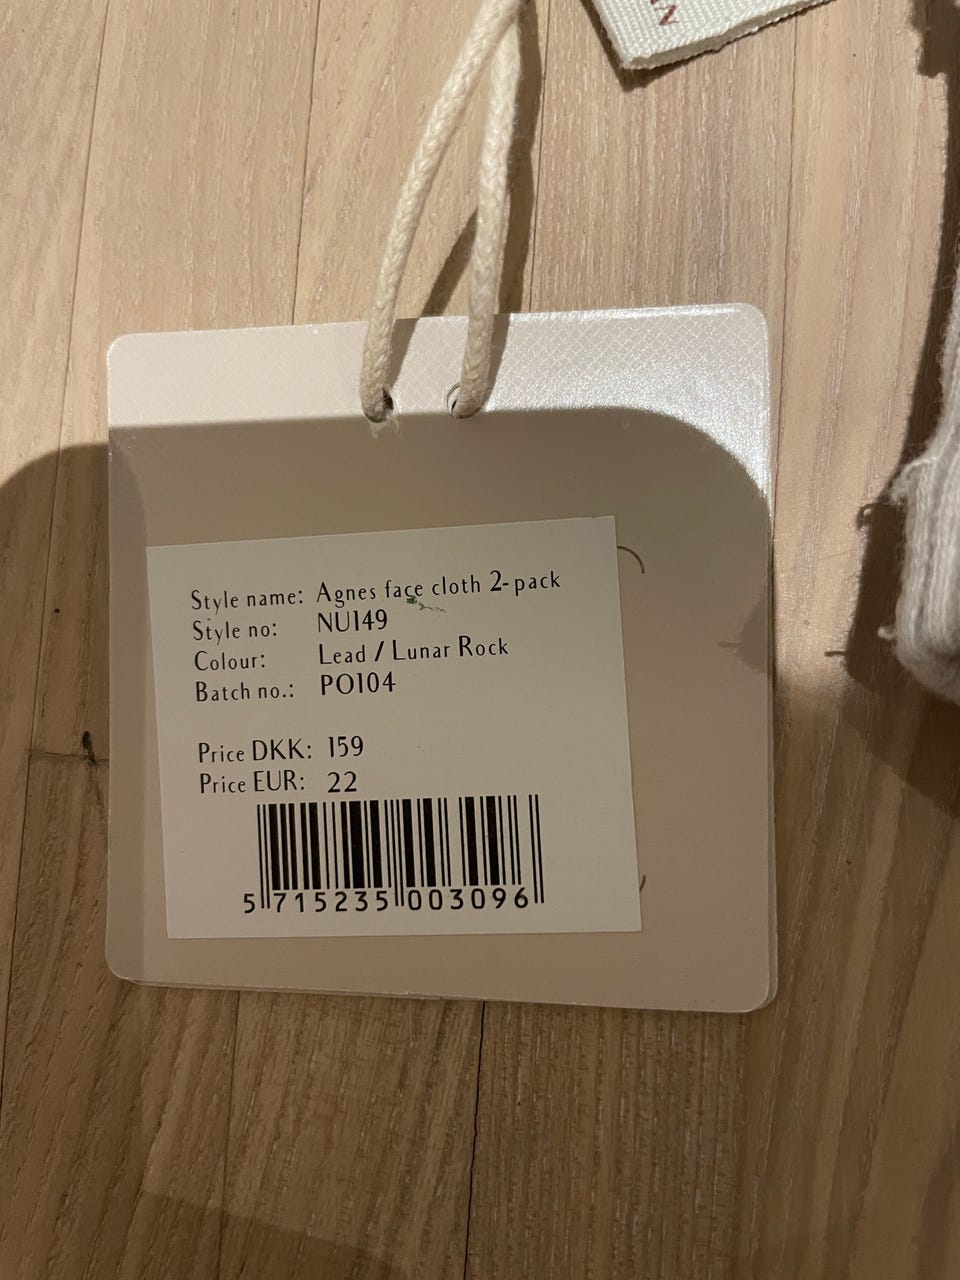 Style name: Agnes face cloth 2-pack
Style no: NU149
Colour: Lead / Lunar Rock
Batch no.: PO104
Price DKK: 159
Price EUR: 22
5 715235 003096